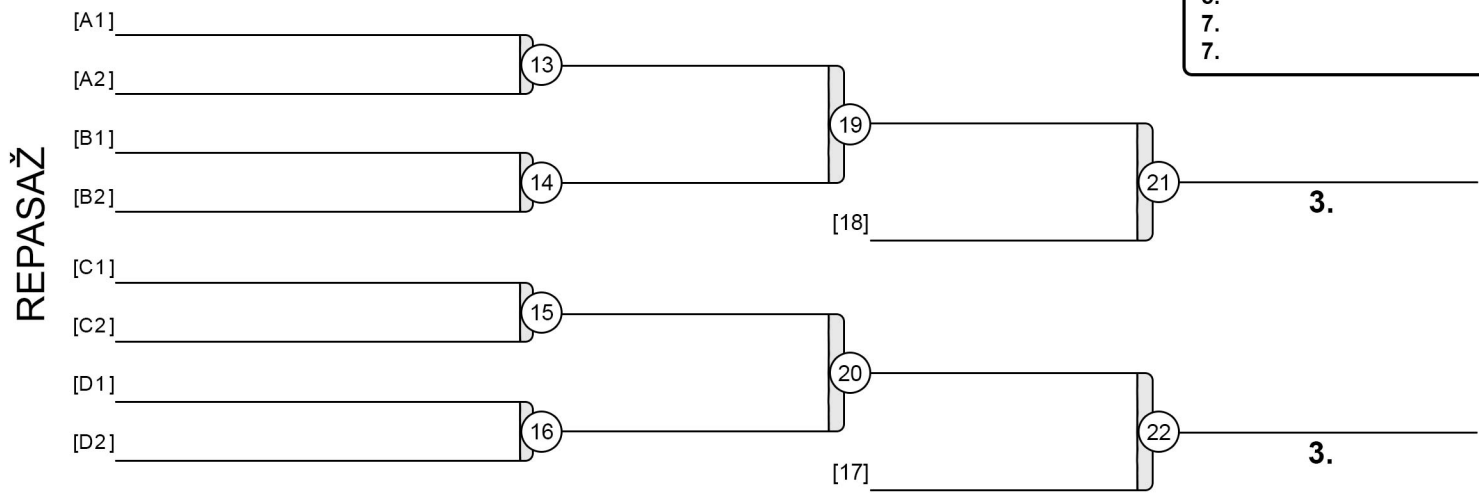 7.
7.
REPASAŽ
[A1]
[A2]
13
[B1]
[B2]
14
19
[18]
21
3.
[C1]
[C2]
15
[D1]
[D2]
16
20
[17]
22
3.